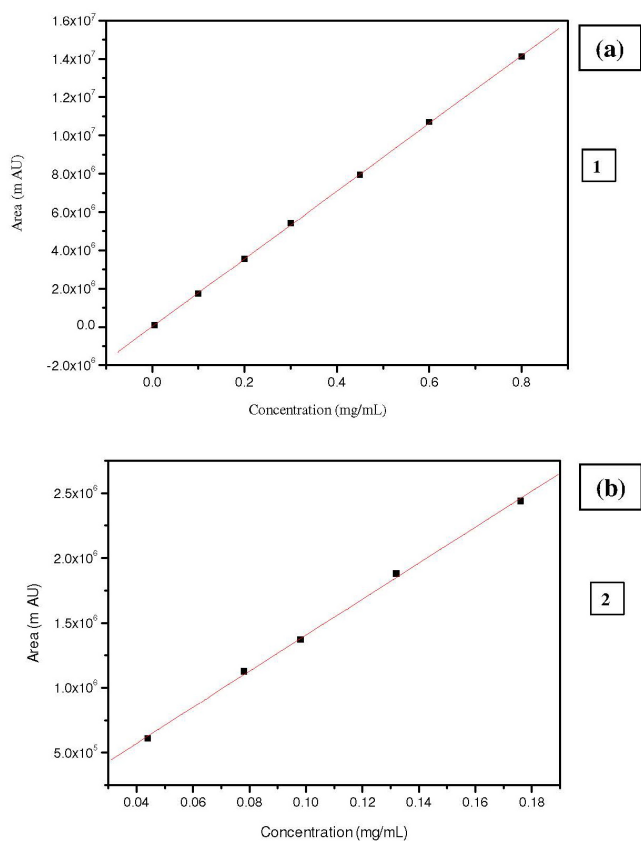 1.6x10⁷
(a)
1.4x10⁷
1.2x10⁷
1.0x10⁷
Area (m AU)
8.0x10⁶
1
6.0x10⁶
4.0x10⁶
2.0x10⁶
0.0
-2.0x10⁶
0.0 0.2 0.4 0.6 0.8
Concentration (mg/mL)
(b)
2.5x10⁶
2.0x10⁶
Area (m AU)
2
1.5x10⁶
1.0x10⁶
5.0x10⁵
0.04 0.06 0.08 0.10 0.12 0.14 0.16 0.18
Concentration (mg/mL)